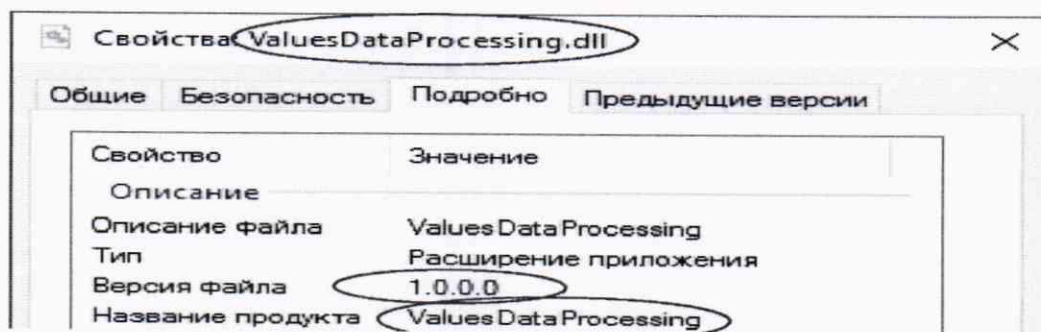 Свойства: ValuesDataProcessing.dll
Общие Безопасность Подробно Предыдущие версии
Свойство Значение
Описание
Описание файла ValuesDataProcessing
Тип Расширение приложения
Версия файла 1.0.0.0
Название продукта ValuesDataProcessing